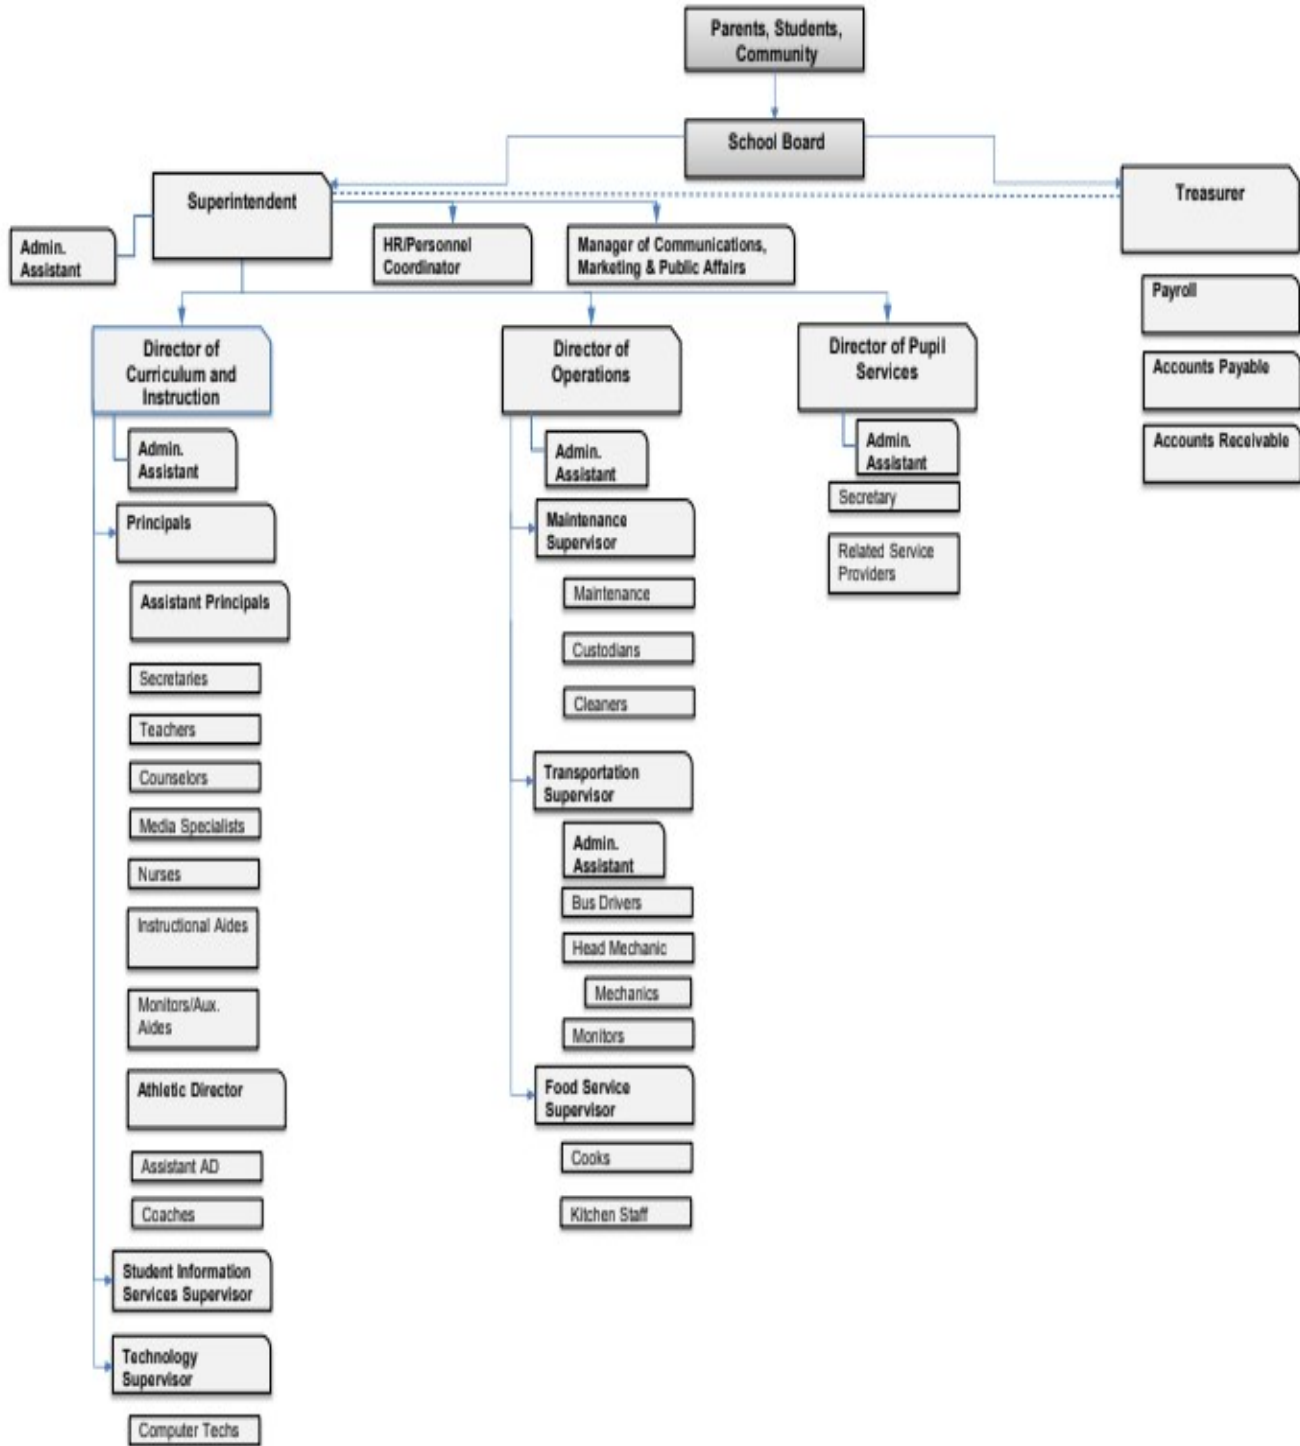 Parents, Students,
Community
School Board
Superintendent
Treasurer
Admin.
Assistant
HR/Personnel
Coordinator
Manager of Communications,
Marketing & Public Affairs
Payroll
Accounts Payable
Accounts Receivable
Director of
Curriculum and
Instruction
Admin.
Assistant
Principals
Assistant Principals
Secretaries
Teachers
Counselors
Media Specialists
Nurses
Instructional Aides
Monitors/Aux.
Aides
Athletic Director
Assistant AD
Coaches
Student Information
Services Supervisor
Technology
Supervisor
Computer Techs
Director of
Operations
Admin.
Assistant
Maintenance
Supervisor
Maintenance
Custodians
Cleaners
Transportation
Supervisor
Admin.
Assistant
Bus Drivers
Head Mechanic
Mechanics
Monitors
Food Service
Supervisor
Cooks
Kitchen Staff
Director of Pupil
Services
Admin.
Assistant
Secretary
Related Service
Providers